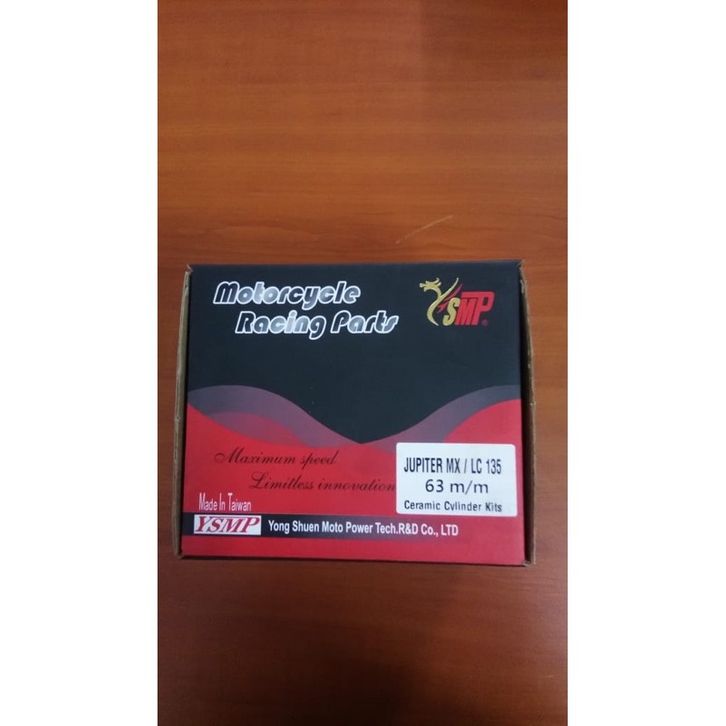 Motorcycle
Racing Parts
YSMP®
Maximum speed
Limitless innovation
JUPITER MX / LC 135
63 m/m
Ceramic Cylinder Kits
Made In Taiwan
YSMP
Yong Shuen Moto Power Tech.R&D Co., LTD